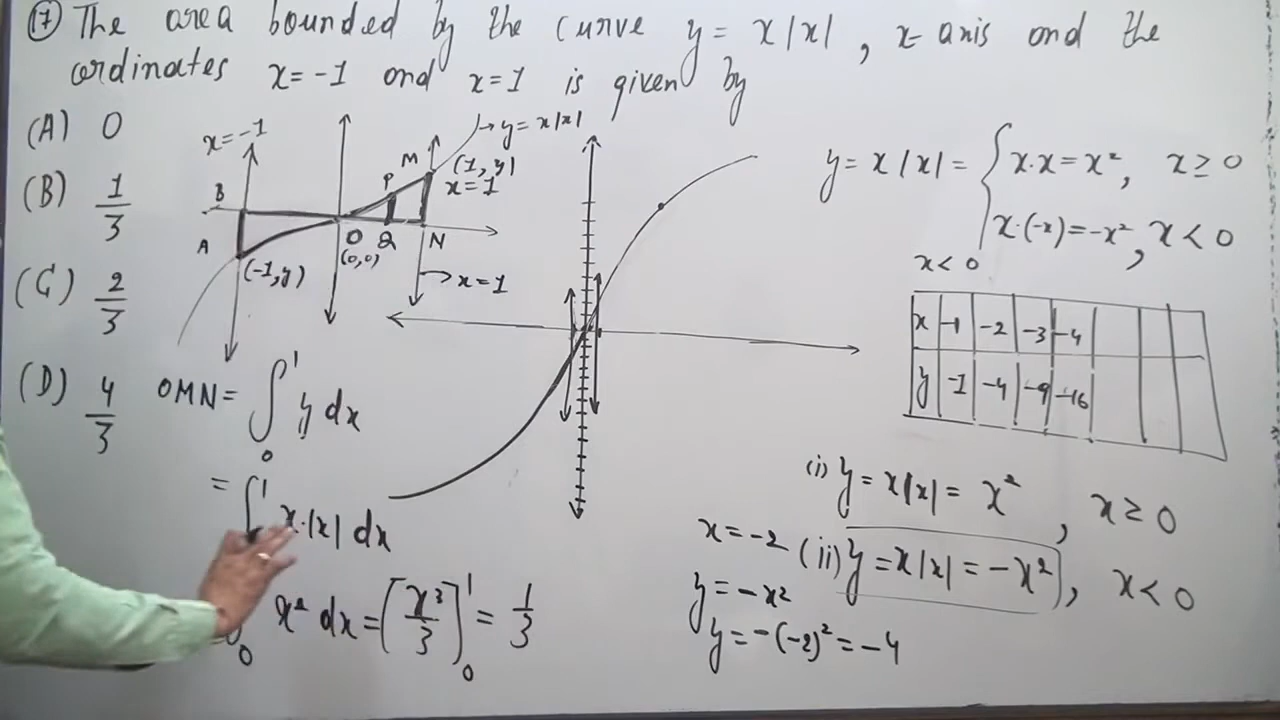 (17) The area bounded by the curve y = x|x|, x-axis and the
ordinates x=-1 and x=1 is given by
(A) 0
(B) 1/3
(C) 2/3
(D) 4/3
x=-1
→ y = x|x|
M
(1, y)
x=1
P
B
A
O
(0,0)
Q
N
(-1, y)
→ x=1
OMN = ∫₀¹ y dx
= ∫ ¹ x·|x| dx
₀ x² dx = [x³/3]₀¹ = 1/3
y = x|x| = { x·x = x², x ≥ 0
x·(-x) = -x², x < 0
x < 0
x -1 -2 -3 -4
y -1 -4 -9 -16
(i) y = x|x| = x², x ≥ 0
(ii) y = x|x| = -x², x < 0
x = -2
y = -x²
y = -(-2)² = -4